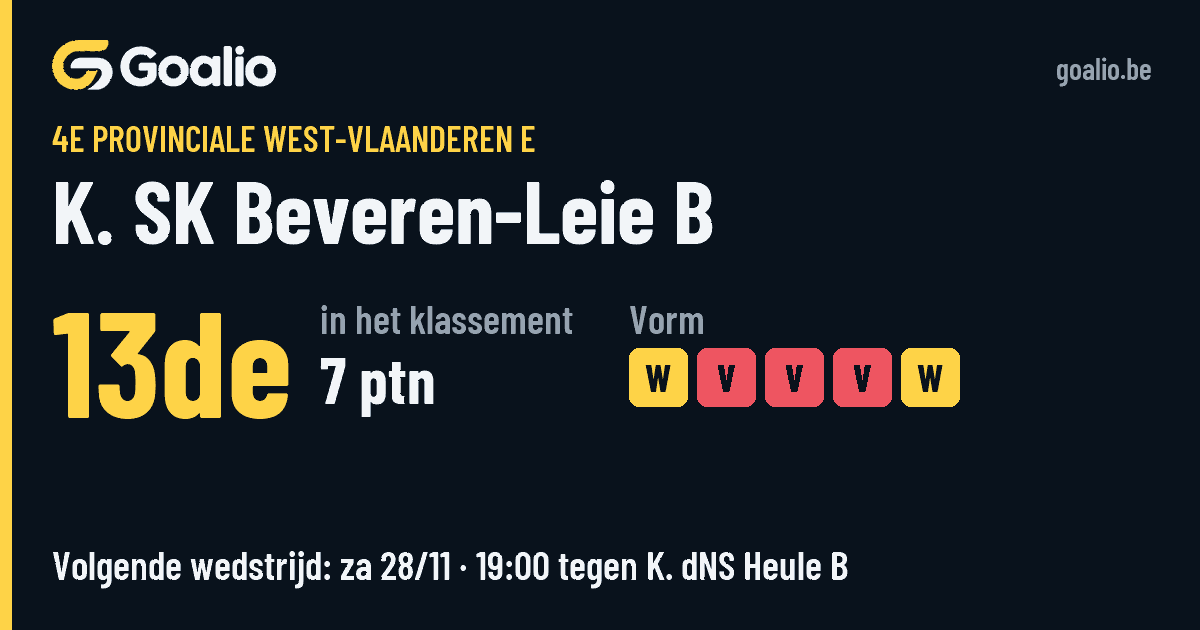 Goalio
goalio.be
4E PROVINCIALE WEST-VLAANDEREN E
K. SK Beveren-Leie B
13de
in het klassement
7 ptn
Vorm
W V V V W
Volgende wedstrijd: za 28/11 · 19:00 tegen K. dNS Heule B